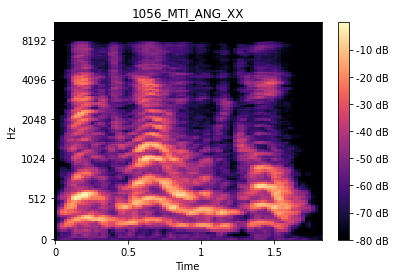 1056_MTI_ANG_XX
8192
4096
2048
1024
512
0
Hz
0
0.5
1
1.5
Time
-10 dB
-20 dB
-30 dB
-40 dB
-50 dB
-60 dB
-70 dB
-80 dB